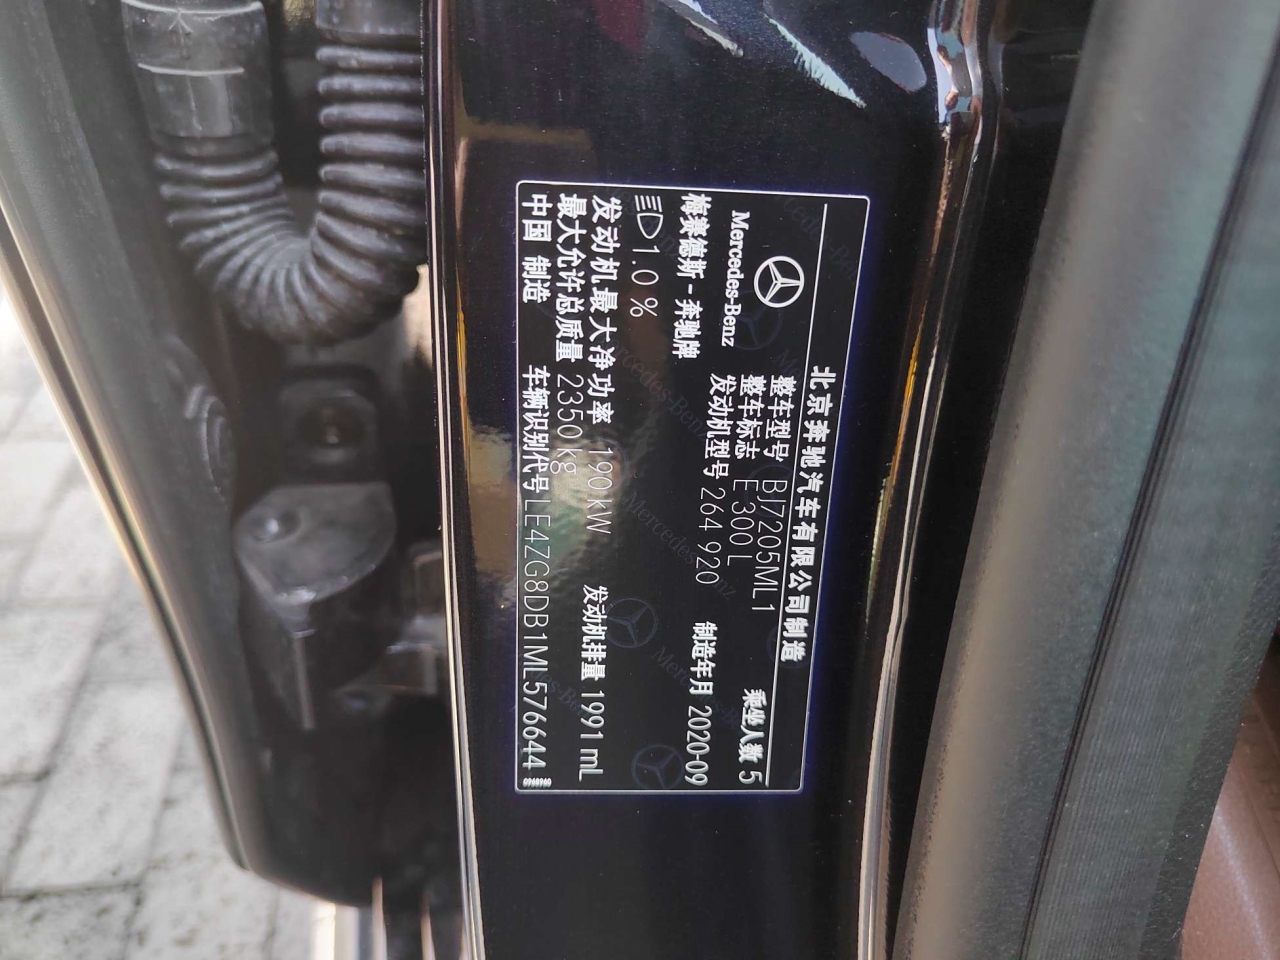 北京奔驰汽车有限公司制造
Mercedes-Benz
整车型号 BJ7205ML1
整车标志 E 300 L 乘坐人数 5
梅赛德斯-奔驰牌 发动机型号 264 920 制造年月 2020-09
1.0 %
发动机最大净功率 190 kW 发动机排量 1991 mL
最大允许总质量 2350 kg
中国 制造 车辆识别代号 LE4ZG8DB1ML576644